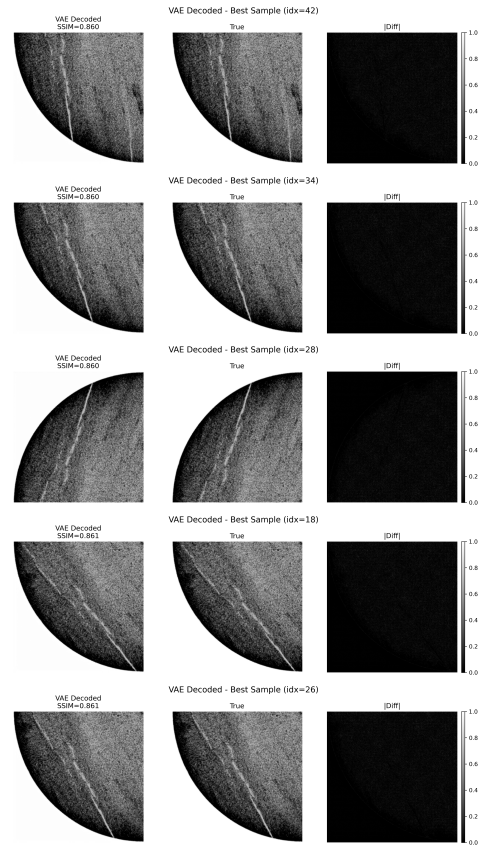 VAE Decoded - Best Sample (idx=42)
VAE Decoded
SSIM=0.860
True
|Diff|
1.0
0.8
0.6
0.4
0.2
0.0
VAE Decoded - Best Sample (idx=34)
VAE Decoded
SSIM=0.860
True
|Diff|
1.0
0.8
0.6
0.4
0.2
0.0
VAE Decoded - Best Sample (idx=28)
VAE Decoded
SSIM=0.860
True
|Diff|
1.0
0.8
0.6
0.4
0.2
0.0
VAE Decoded - Best Sample (idx=18)
VAE Decoded
SSIM=0.861
True
|Diff|
1.0
0.8
0.6
0.4
0.2
0.0
VAE Decoded - Best Sample (idx=26)
VAE Decoded
SSIM=0.861
True
|Diff|
1.0
0.8
0.6
0.4
0.2
0.0